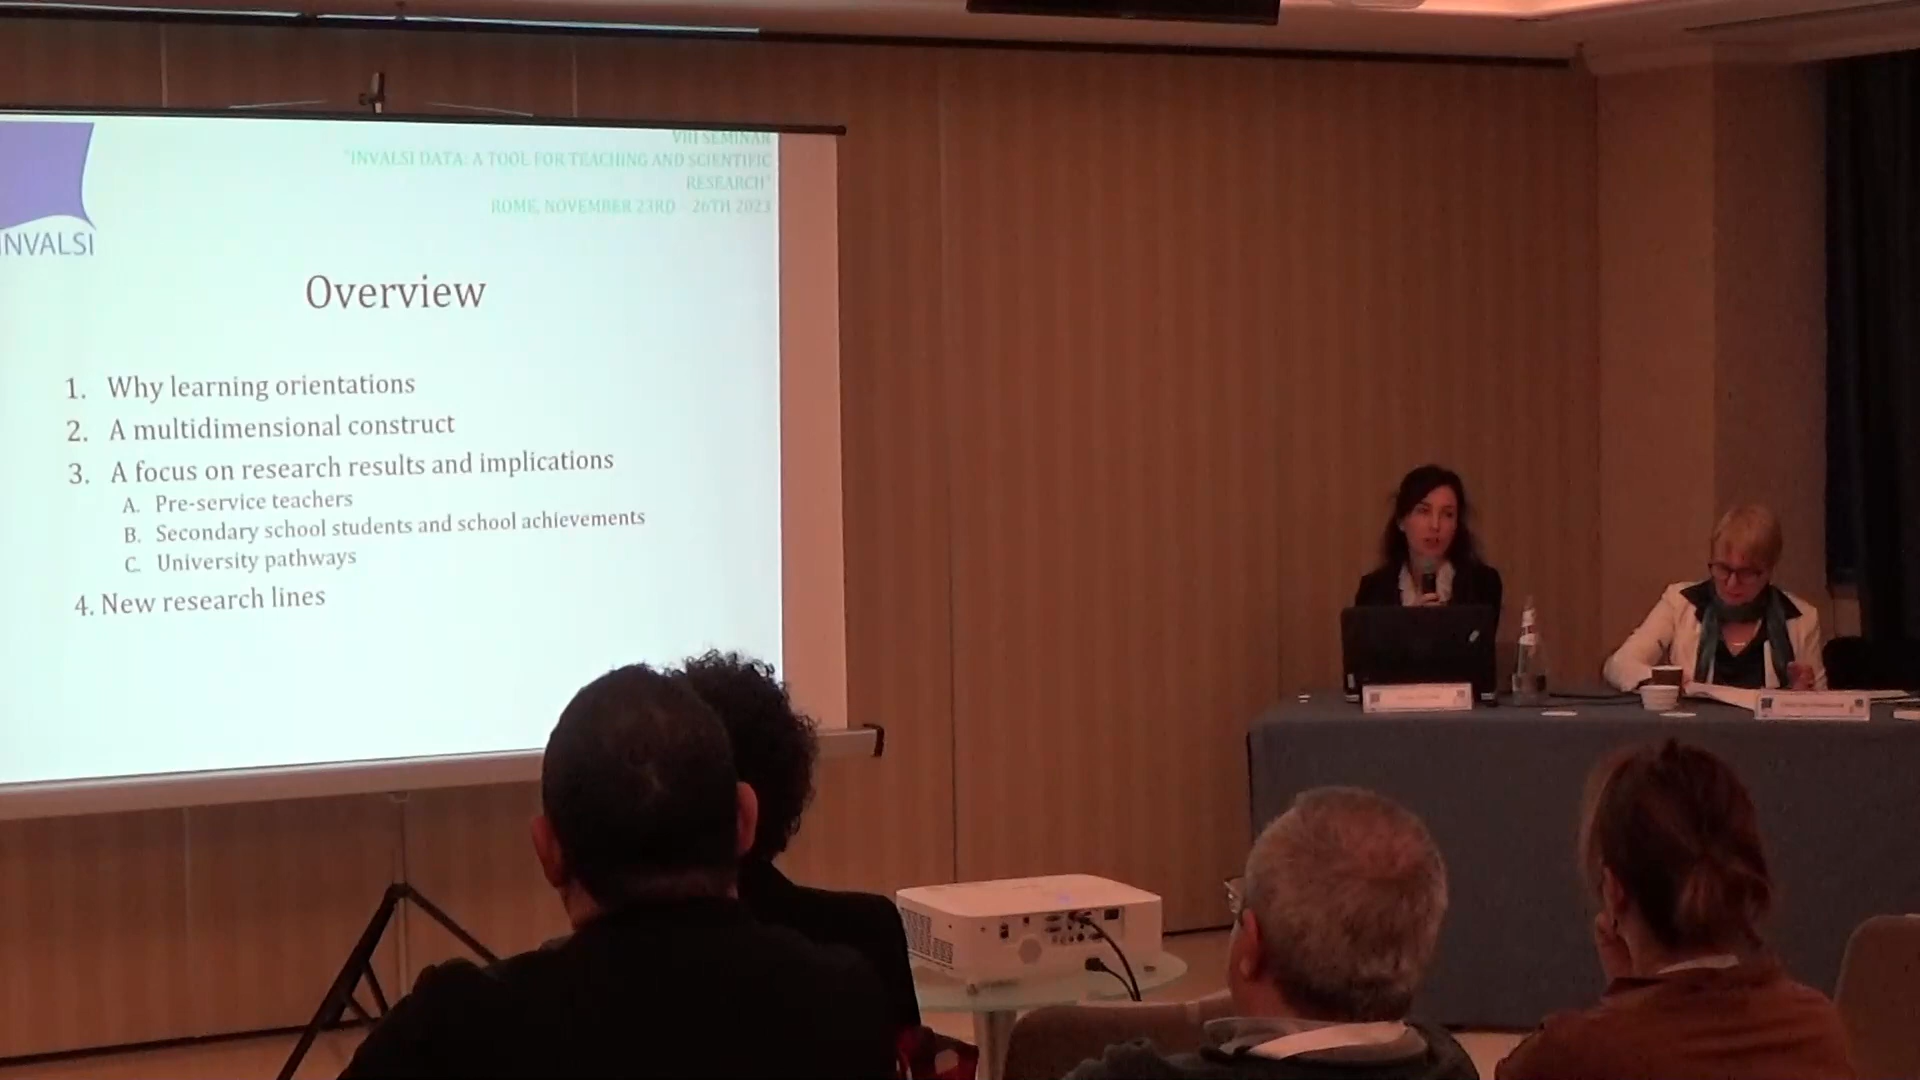 VIII SEMINAR
"INVALSI DATA: A TOOL FOR TEACHING AND SCIENTIFIC
RESEARCH"
ROME, NOVEMBER 23RD - 26TH 2023
INVALSI
Overview
1. Why learning orientations
2. A multidimensional construct
3. A focus on research results and implications
A. Pre-service teachers
B. Secondary school students and school achievements
C. University pathways
4. New research lines